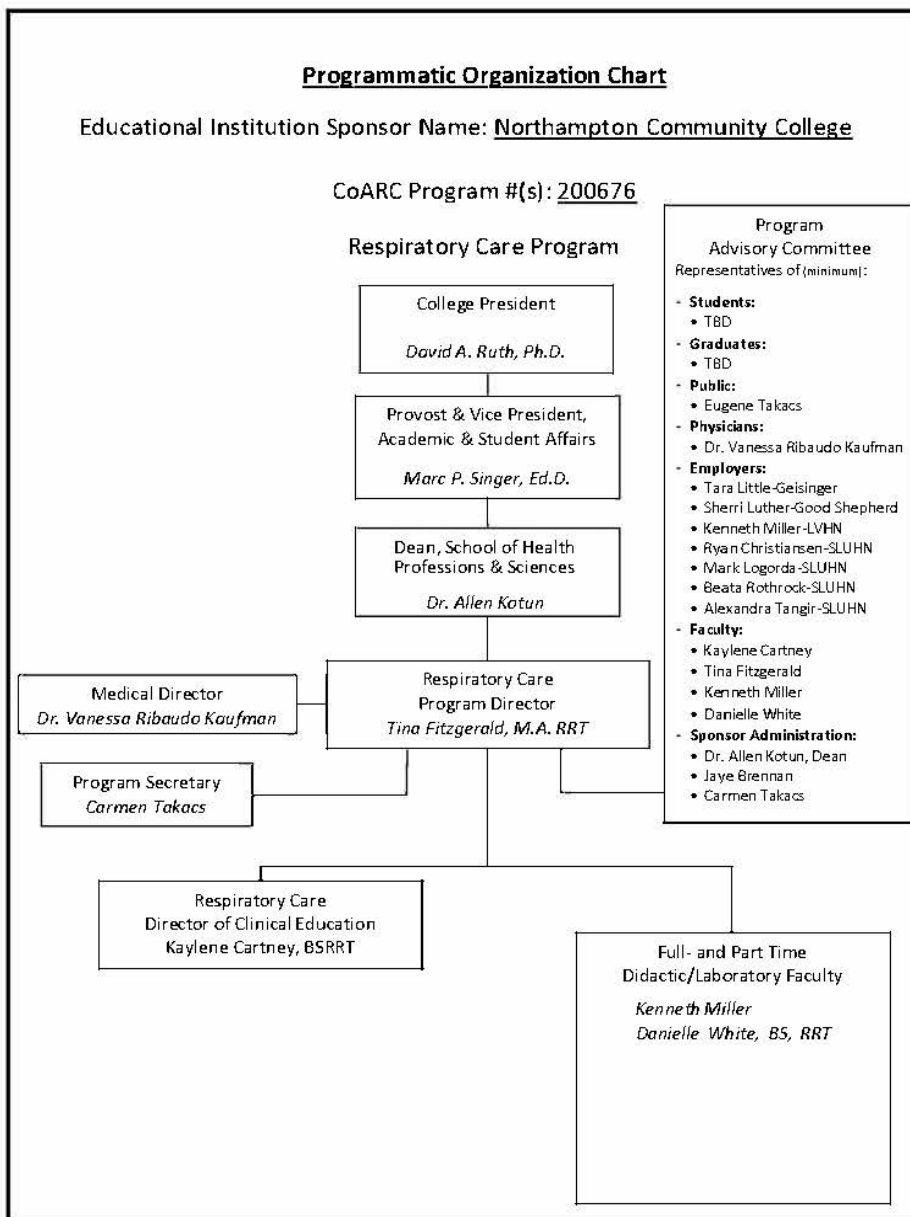 Programmatic Organization Chart
Educational Institution Sponsor Name: Northampton Community College
CoARC Program #(s): 200676
Respiratory Care Program
College President
David A. Ruth, Ph.D.
Provost & Vice President,
Academic & Student Affairs
Marc P. Singer, Ed.D.
Dean, School of Health
Professions & Sciences
Dr. Allen Kotun
Respiratory Care
Program Director
Tina Fitzgerald, M.A. RRT
Medical Director
Dr. Vanessa Ribaudo Kaufman
Program Secretary
Carmen Takacs
Program
Advisory Committee
Representatives of (minimum):
- Students:
• TBD
- Graduates:
• TBD
- Public:
• Eugene Takacs
- Physicians:
• Dr. Vanessa Ribaudo Kaufman
- Employers:
• Tara Little-Geisinger
• Sherri Luther-Good Shepherd
• Kenneth Miller-LVHN
• Ryan Christiansen-SLUHN
• Mark Logorda-SLUHN
• Beata Rothrock-SLUHN
• Alexandra Tangir-SLUHN
- Faculty:
• Kaylene Cartney
• Tina Fitzgerald
• Kenneth Miller
• Danielle White
- Sponsor Administration:
• Dr. Allen Kotun, Dean
• Jaye Brennan
• Carmen Takacs
Respiratory Care
Director of Clinical Education
Kaylene Cartney, BSRRT
Full- and Part Time
Didactic/Laboratory Faculty
Kenneth Miller
Danielle White, BS, RRT